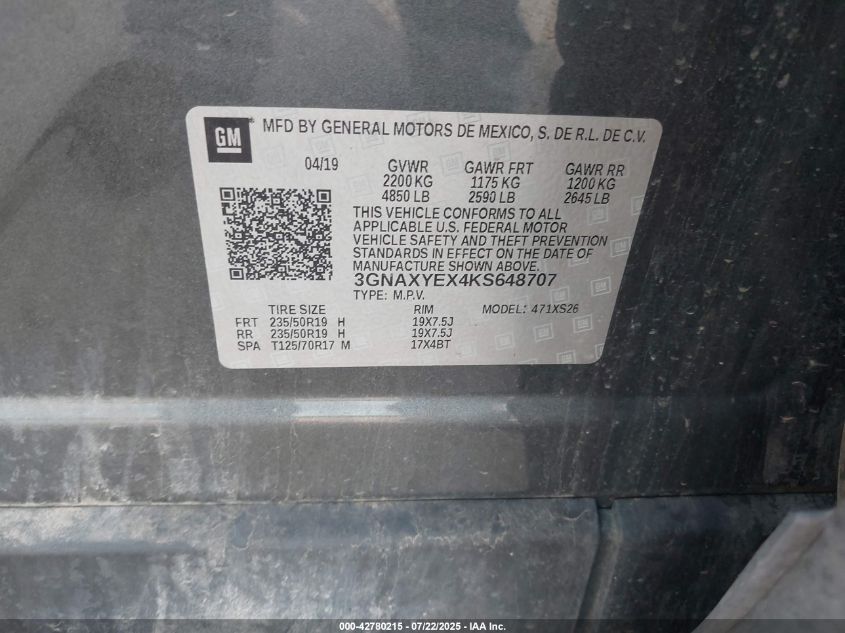 GM ® MFD BY GENERAL MOTORS DE MEXICO, S. DE R.L. DE C.V.
04/19 GVWR GAWR FRT GAWR RR
2200 KG 1175 KG 1200 KG
4850 LB 2590 LB 2645 LB
THIS VEHICLE CONFORMS TO ALL
APPLICABLE U.S. FEDERAL MOTOR
VEHICLE SAFETY AND THEFT PREVENTION
STANDARDS IN EFFECT ON THE DATE OF
MANUFACTURE SHOWN ABOVE.
3GNAXYEX4KS648707
TYPE: M.P.V. MODEL: 471XS26
TIRE SIZE RIM
FRT 235/50R19 H 19X7.5J
RR 235/50R19 H 19X7.5J
SPA T125/70R17 M 17X4BT
000-42780215 - 07/22/2025 - IAA Inc.